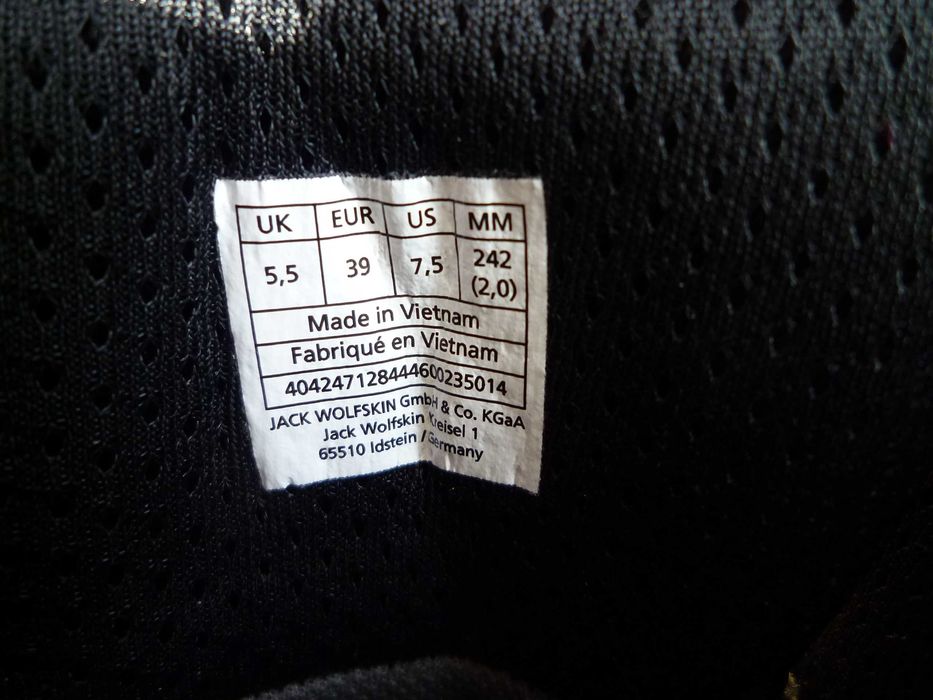 UK EUR US MM
5,5 39 7,5 242 (2,0)
Made in Vietnam
Fabriqué en Vietnam
404247128444600235014
JACK WOLFSKIN GmbH & Co. KGaA
Jack Wolfskin Kreisel 1
65510 Idstein / Germany